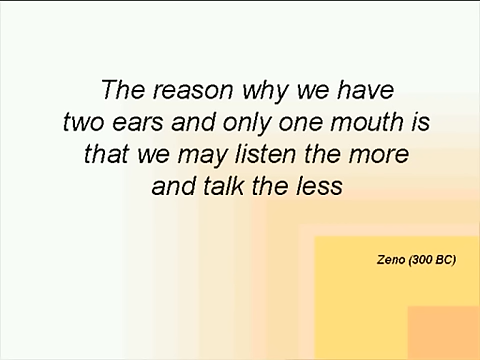 The reason why we have
two ears and only one mouth is
that we may listen the more
and talk the less
Zeno (300 BC)